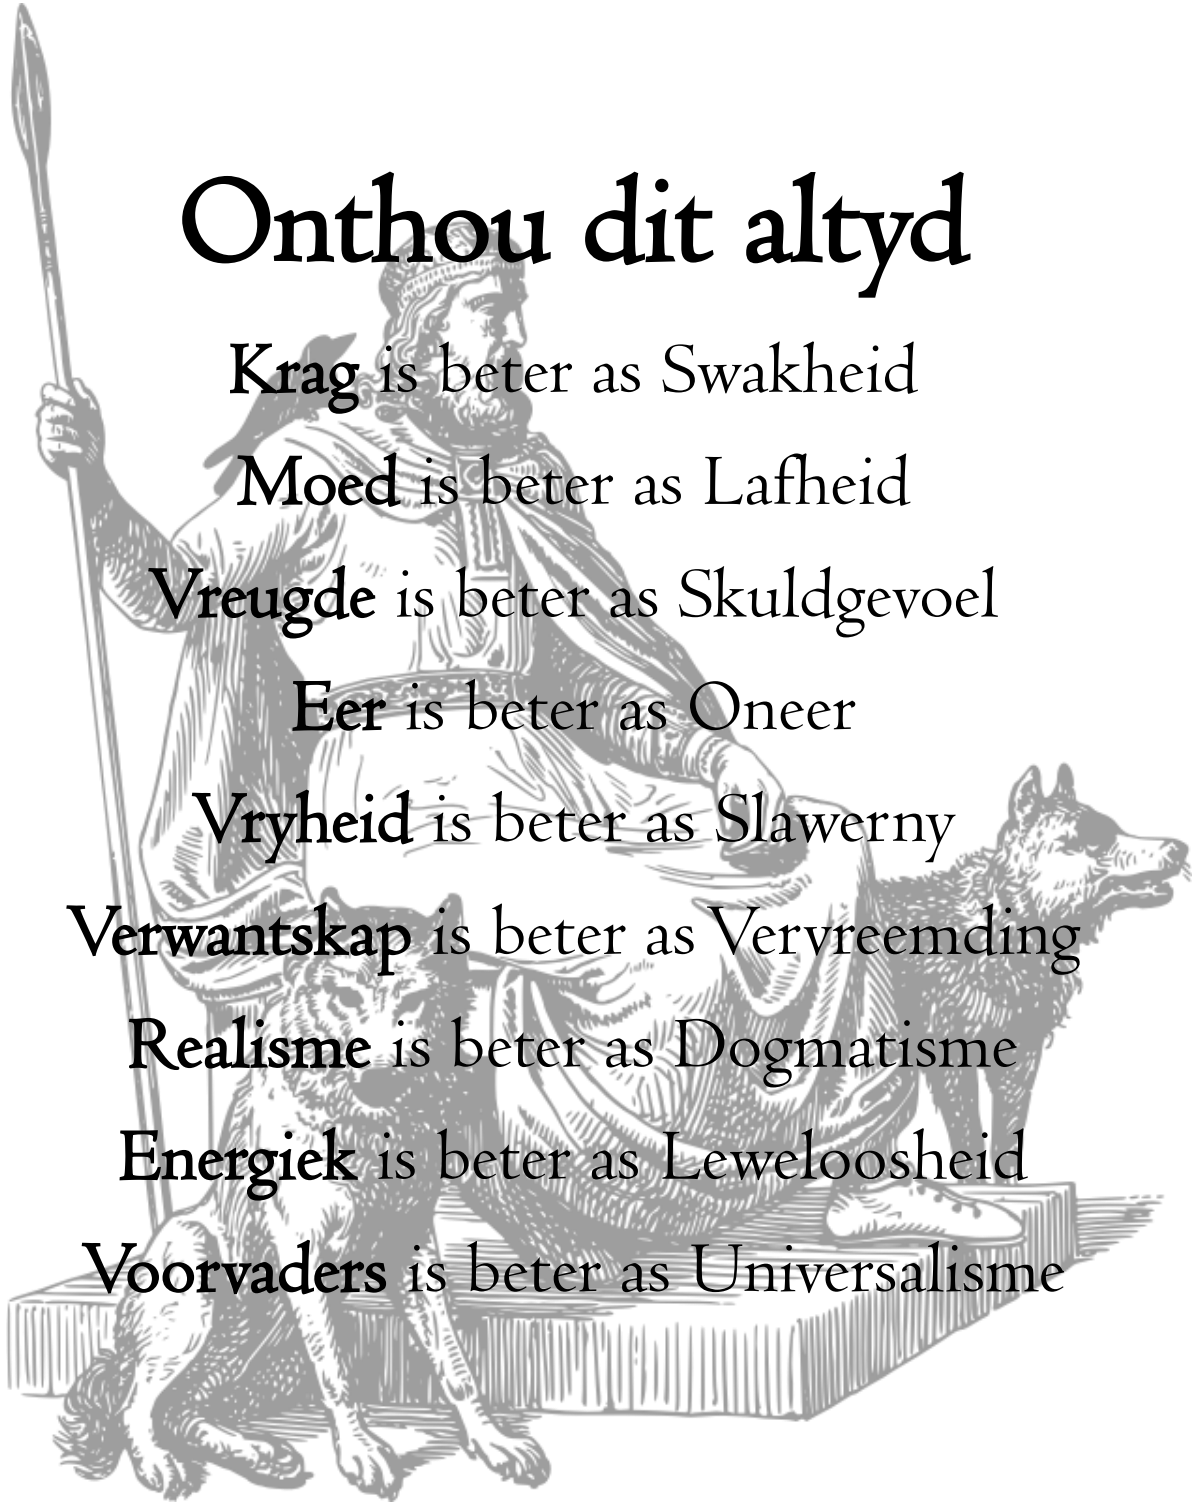 Onthou dit altyd
Krag is beter as Swakheid
Moed is beter as Lafheid
Vreugde is beter as Skuldgevoel
Eer is beter as Oneer
Vryheid is beter as Slawerny
Verwantskap is beter as Vervreemding
Realisme is beter as Dogmatisme
Energiek is beter as Leweloosheid
Voorvaders is beter as Universalisme